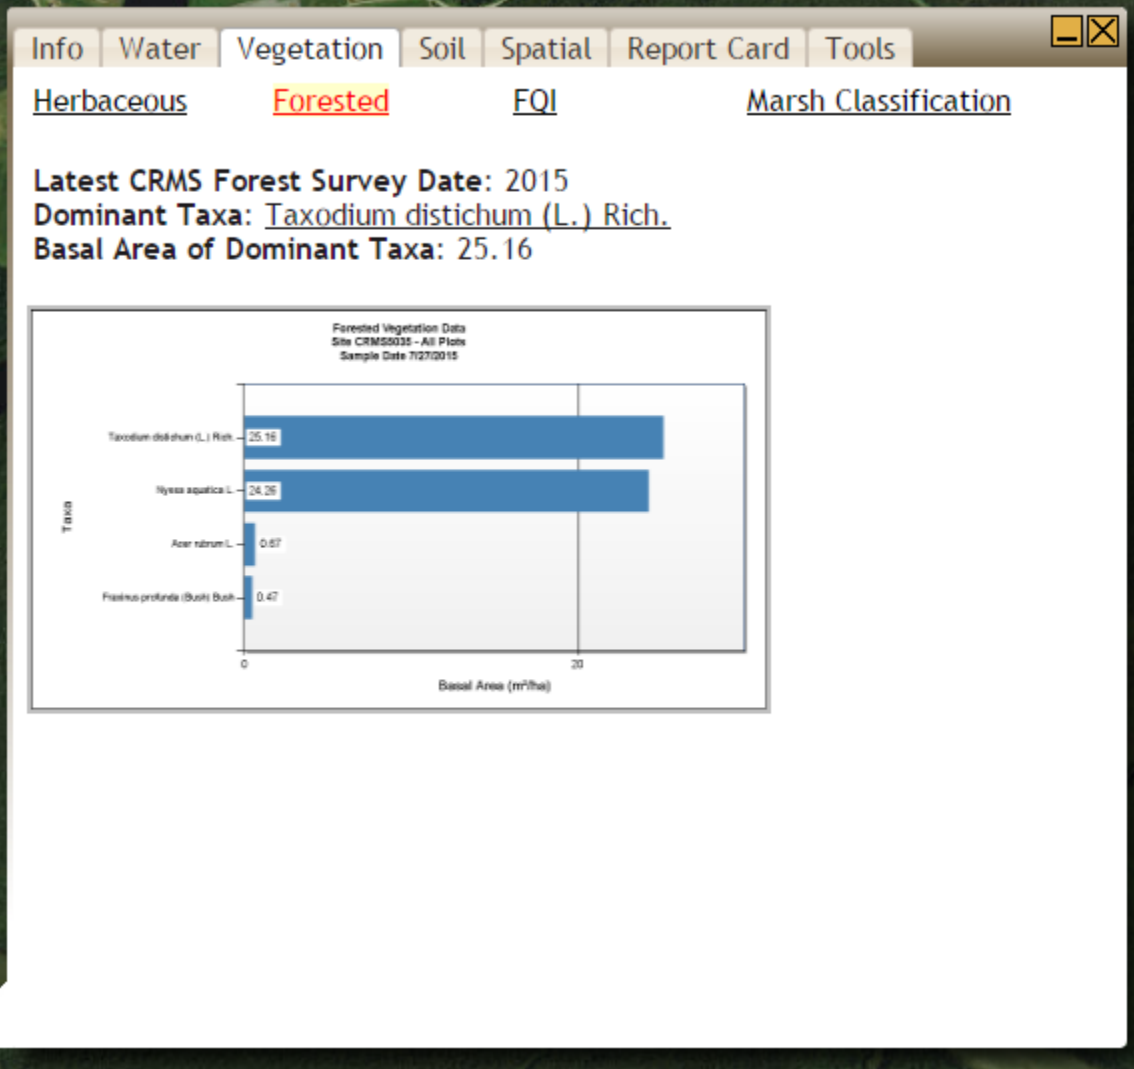 Info Water Vegetation Soil Spatial Report Card Tools
Herbaceous Forested FQI Marsh Classification
Latest CRMS Forest Survey Date: 2015
Dominant Taxa: Taxodium distichum (L.) Rich.
Basal Area of Dominant Taxa: 25.16
Forested Vegetation Data
Site CRMS5035 - All Plots
Sample Date 7/27/2015
Taxodium distichum (L.) Rich. 25.16
Nyssa aquatica L. 24.26
Taxa
Acer rubrum L. 0.67
Fraxinus profunda (Bush) Bush 0.47
0 20
Basal Area (m²/ha)